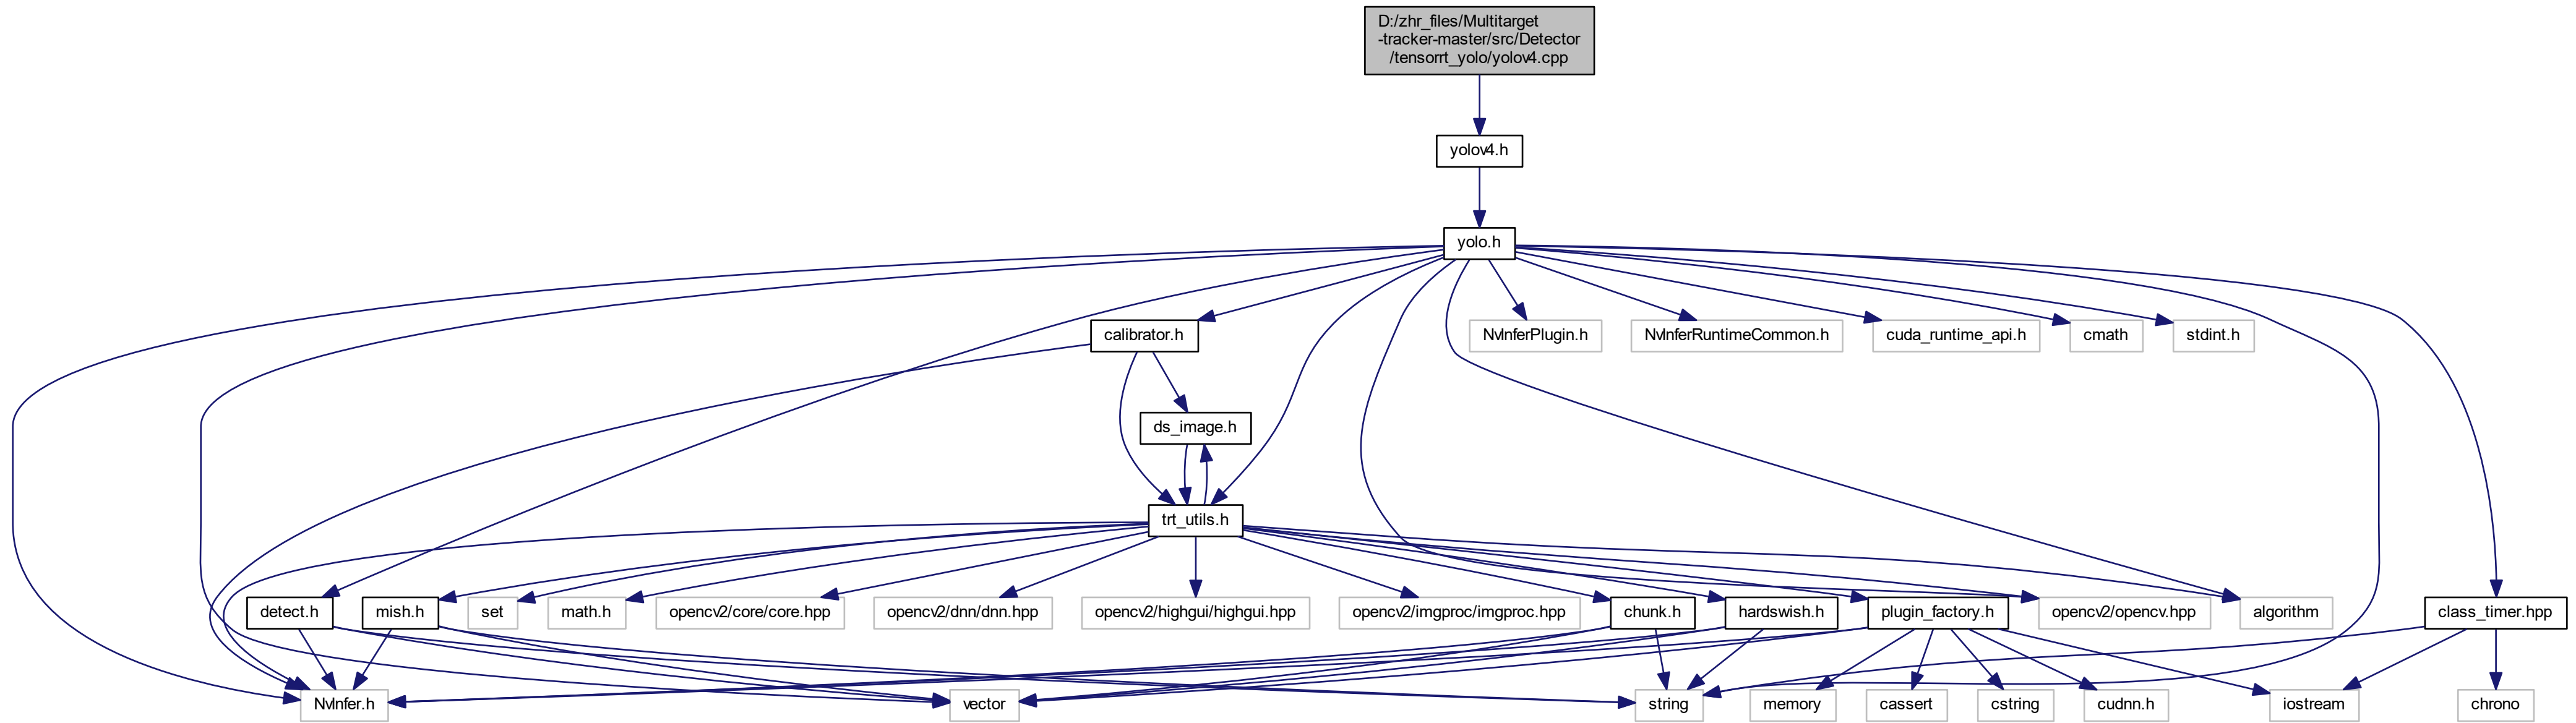 D:/zhr_files/Multitarget
-tracker-master/src/Detector
/tensorrt_yolo/yolov4.cpp
yolov4.h
yolo.h
calibrator.h
NvInferPlugin.h
NvInferRuntimeCommon.h
cuda_runtime_api.h
cmath
stdint.h
ds_image.h
trt_utils.h
detect.h
mish.h
set
math.h
opencv2/core/core.hpp
opencv2/dnn/dnn.hpp
opencv2/highgui/highgui.hpp
opencv2/imgproc/imgproc.hpp
chunk.h
hardswish.h
plugin_factory.h
opencv2/opencv.hpp
algorithm
class_timer.hpp
NvInfer.h
vector
string
memory
cassert
cstring
cudnn.h
iostream
chrono